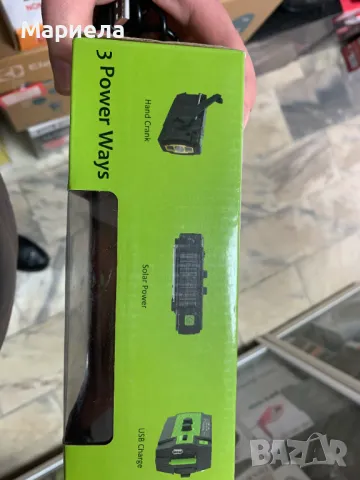 Мариела
3 Power Ways
Hand Crank
Solar Power
USB Charge
BAZAR